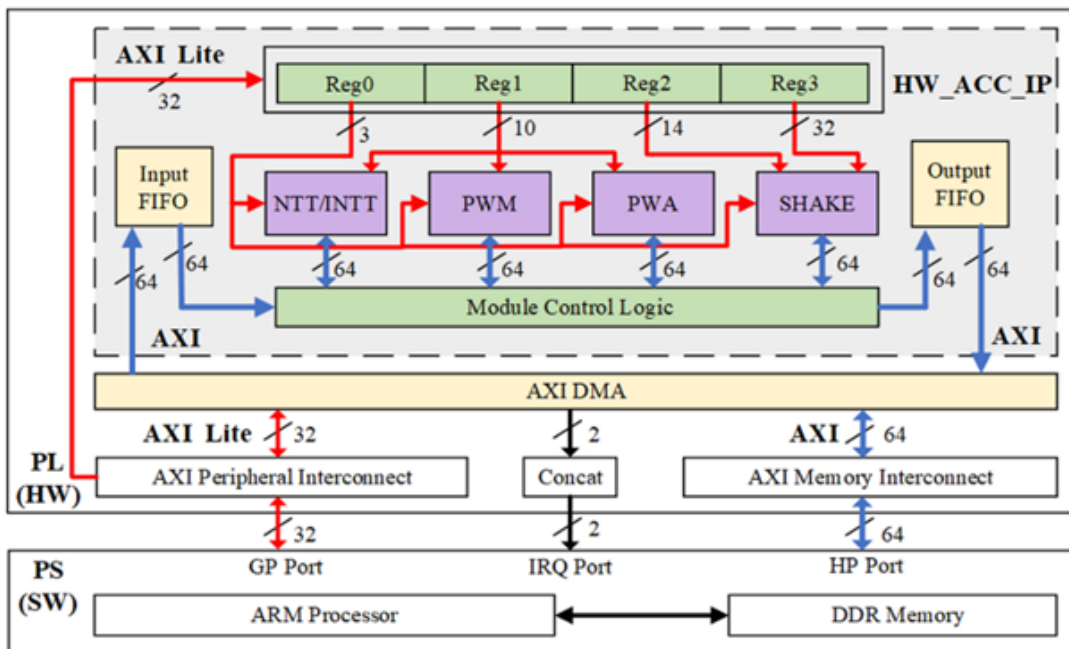 AXI Lite
32
Reg0 Reg1 Reg2 Reg3
HW_ACC_IP
3 10 14 32
Input
FIFO
NTT/INTT
PWM
PWA
SHAKE
Output
FIFO
64 64 64 64 64 64 64 64
Module Control Logic
AXI
AXI
AXI DMA
AXI Lite 32
2
AXI 64
PL
(HW)
AXI Peripheral Interconnect
Concat
AXI Memory Interconnect
32
2
64
PS
(SW)
GP Port
IRQ Port
HP Port
ARM Processor
DDR Memory